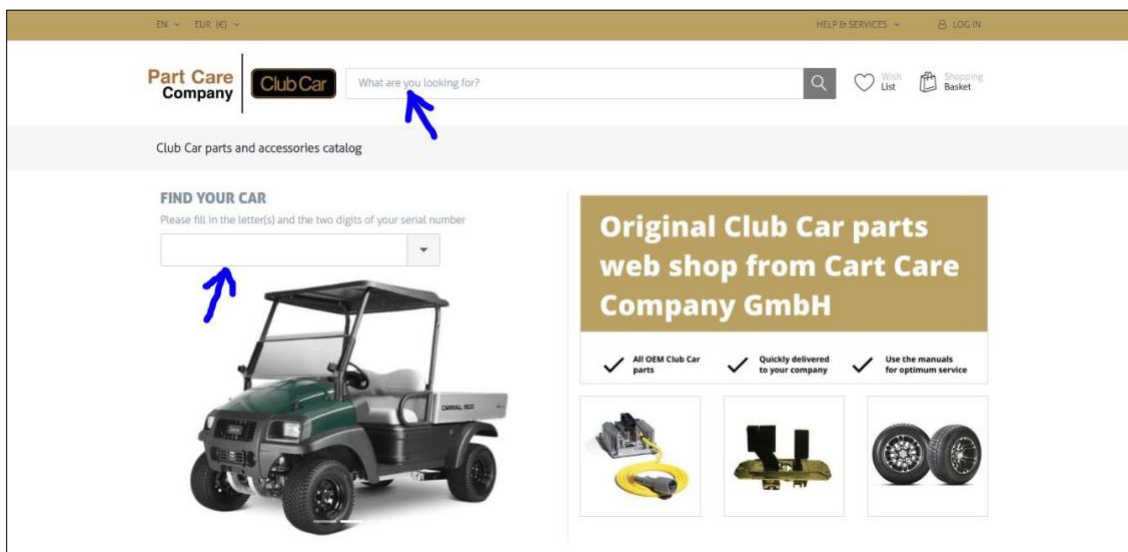 EN EUR (€) HELP & SERVICES LOG IN
Part Care
Company
Club Car
What are you looking for?
Wish
List
Shopping
Basket
Club Car parts and accessories catalog
FIND YOUR CAR
Please fill in the letter(s) and the two digits of your serial number
Original Club Car parts
web shop from Cart Care
Company GmbH
All OEM Club Car
parts
Quickly delivered
to your company
Use the manuals
for optimum service
CARRYALL 1500